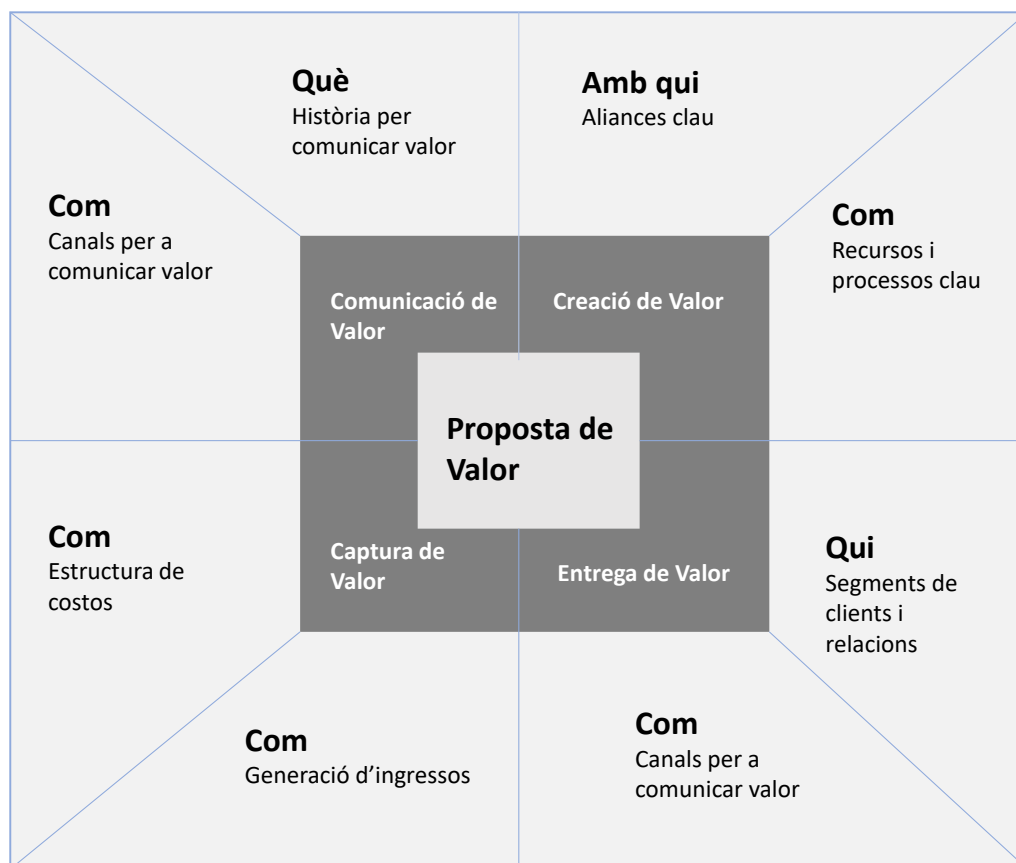 Què
Història per
comunicar valor
Amb qui
Aliances clau
Com
Canals per a
comunicar valor
Com
Recursos i
processos clau
Comunicació de
Valor
Creació de Valor
Proposta de
Valor
Captura de
Valor
Entrega de Valor
Com
Estructura de
costos
Qui
Segments de
clients i
relacions
Com
Generació d’ingressos
Com
Canals per a
comunicar valor